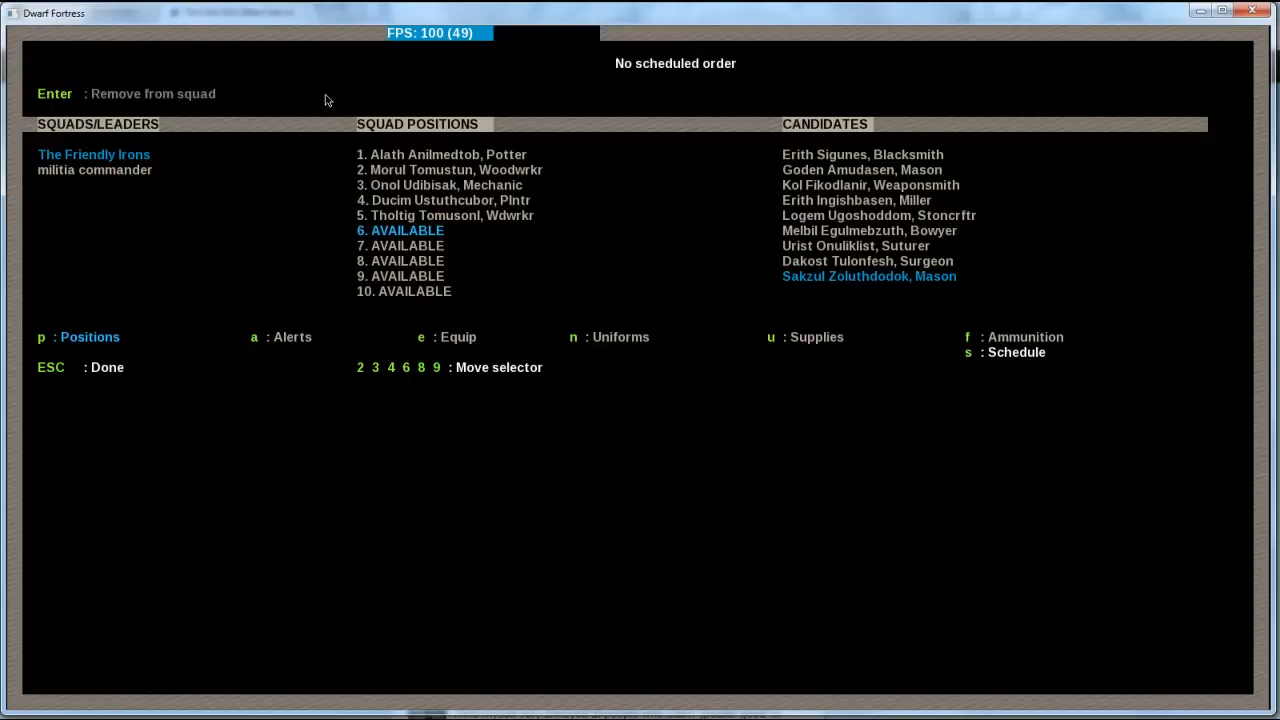 Dwarf Fortress
FPS: 100 (49)
No scheduled order
Enter : Remove from squad
SQUADS/LEADERS SQUAD POSITIONS CANDIDATES
The Friendly Irons 1. Alath Anilmedtob, Potter Erith Sigunes, Blacksmith
militia commander 2. Morul Tomustun, Woodwrkr Goden Amudasen, Mason
3. Onol Udibisak, Mechanic Kol Fikodlanir, Weaponsmith
4. Ducim Ustuthcubor, Plntr Erith Ingishbasen, Miller
5. Tholtig Tomusonl, Wdwrkr Logem Ugoshoddom, Stoncrftr
6. AVAILABLE Melbil Egulmebzuth, Bowyer
7. AVAILABLE Urist Onuliklist, Suturer
8. AVAILABLE Dakost Tulonfesh, Surgeon
9. AVAILABLE Sakzul Zoluthdodok, Mason
10. AVAILABLE
p : Positions a : Alerts e : Equip n : Uniforms u : Supplies f : Ammunition
s : Schedule
ESC : Done 2 3 4 6 8 9 : Move selector